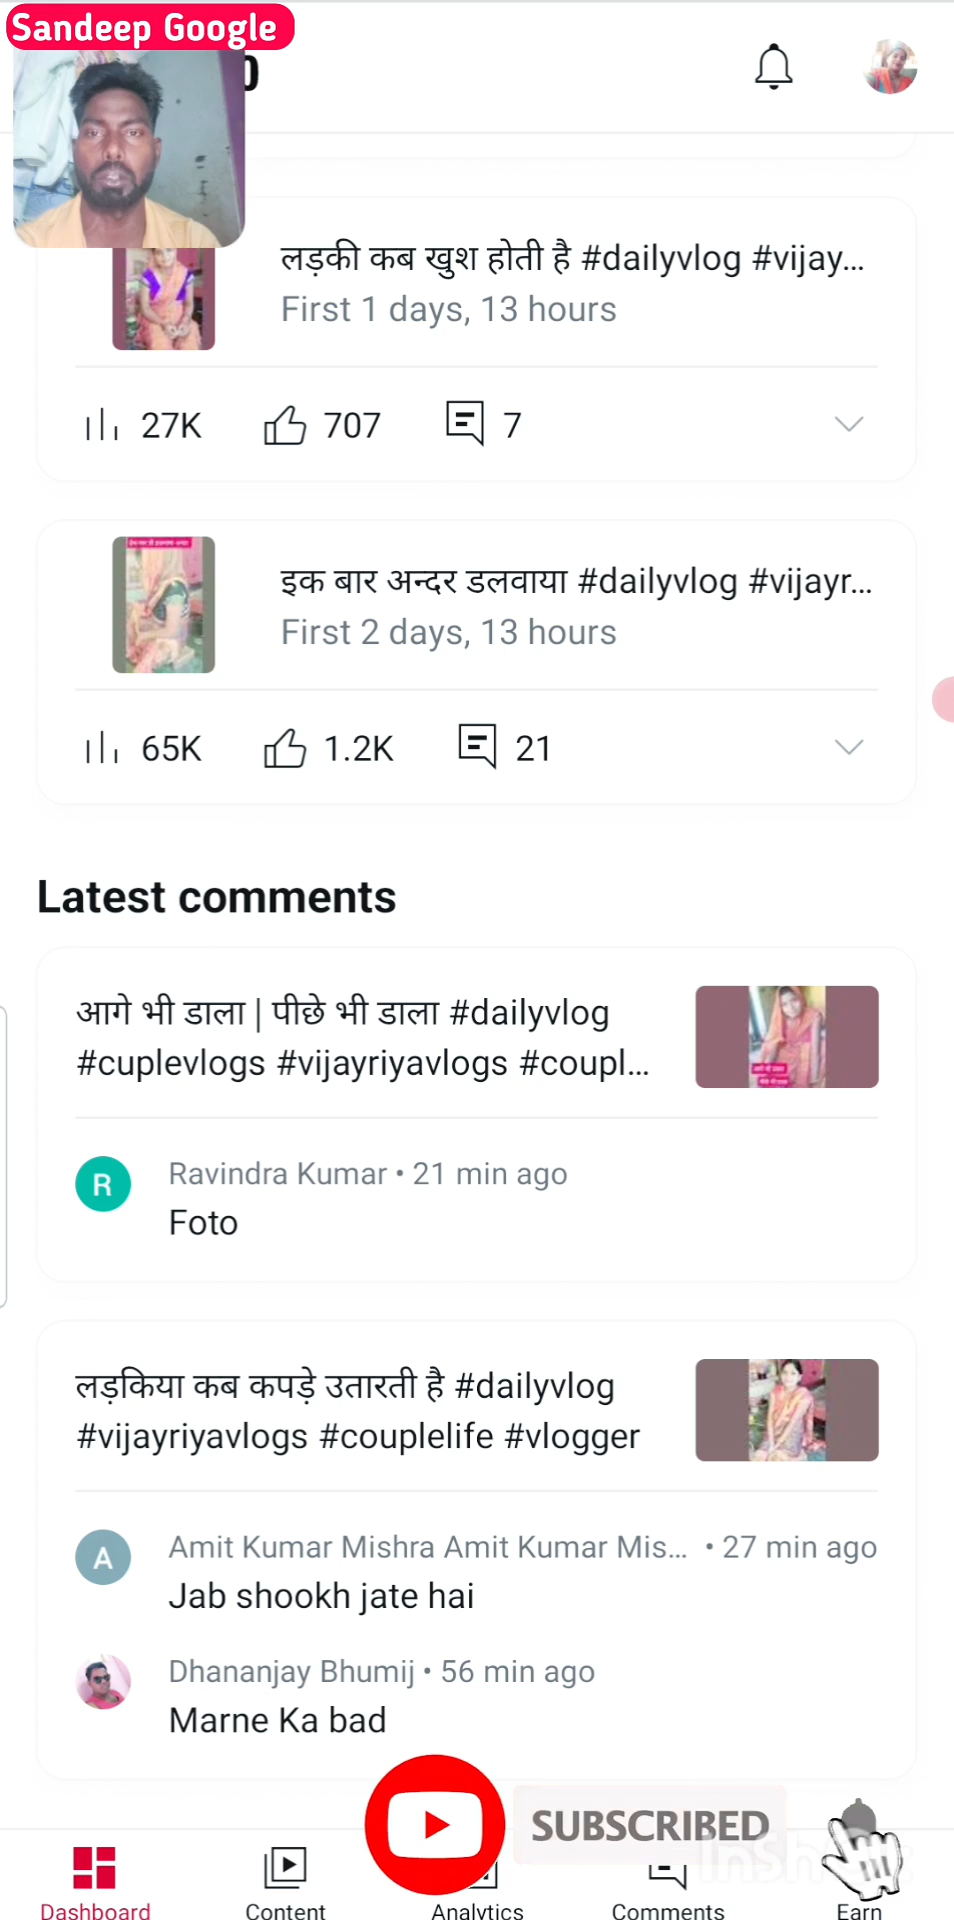 Sandeep Google
लड़की कब खुश होती है #dailyvlog #vijay...
First 1 days, 13 hours
27K 707 7
इक बार अन्दर डलवाया #dailyvlog #vijayr...
First 2 days, 13 hours
65K 1.2K 21
Latest comments
आगे भी डाला | पीछे भी डाला #dailyvlog
#cuplevlogs #vijayriyavlogs #coupl...
आगे भी डाला
पीछे भी डाला
R
Ravindra Kumar • 21 min ago
Foto
लड़किया कब कपड़े उतारती है #dailyvlog
#vijayriyavlogs #couplelife #vlogger
A
Amit Kumar Mishra Amit Kumar Mis... • 27 min ago
Jab shookh jate hai
Dhananjay Bhumij • 56 min ago
Marne Ka bad
SUBSCRIBED
InSh
Dashboard Content Analytics Comments Earn